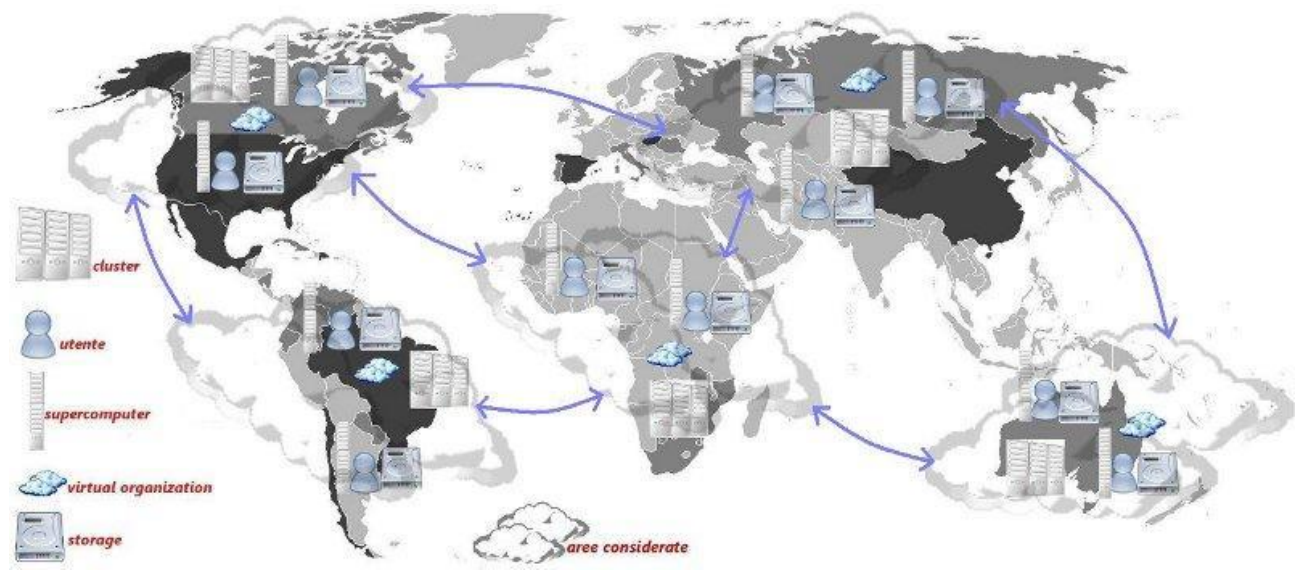 cluster
utente
supercomputer
virtual organization
storage
aree considerate